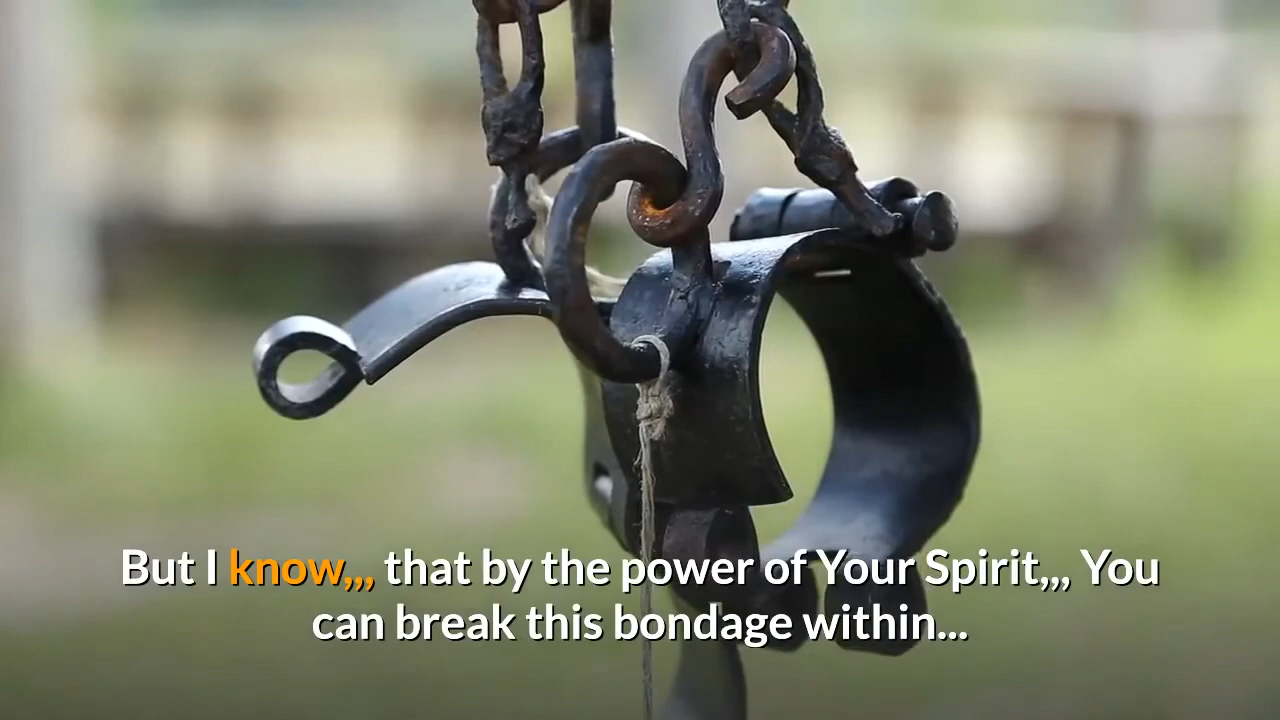 But I know,,, that by the power of Your Spirit,,, You
can break this bondage within...